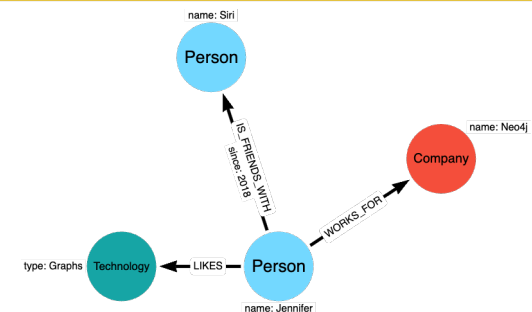 name: Siri
Person
name: Neo4j
Company
IS_FRIENDS_WITH
since: 2018
WORKS_FOR
type: Graphs
Technology
LIKES
Person
name: Jennifer